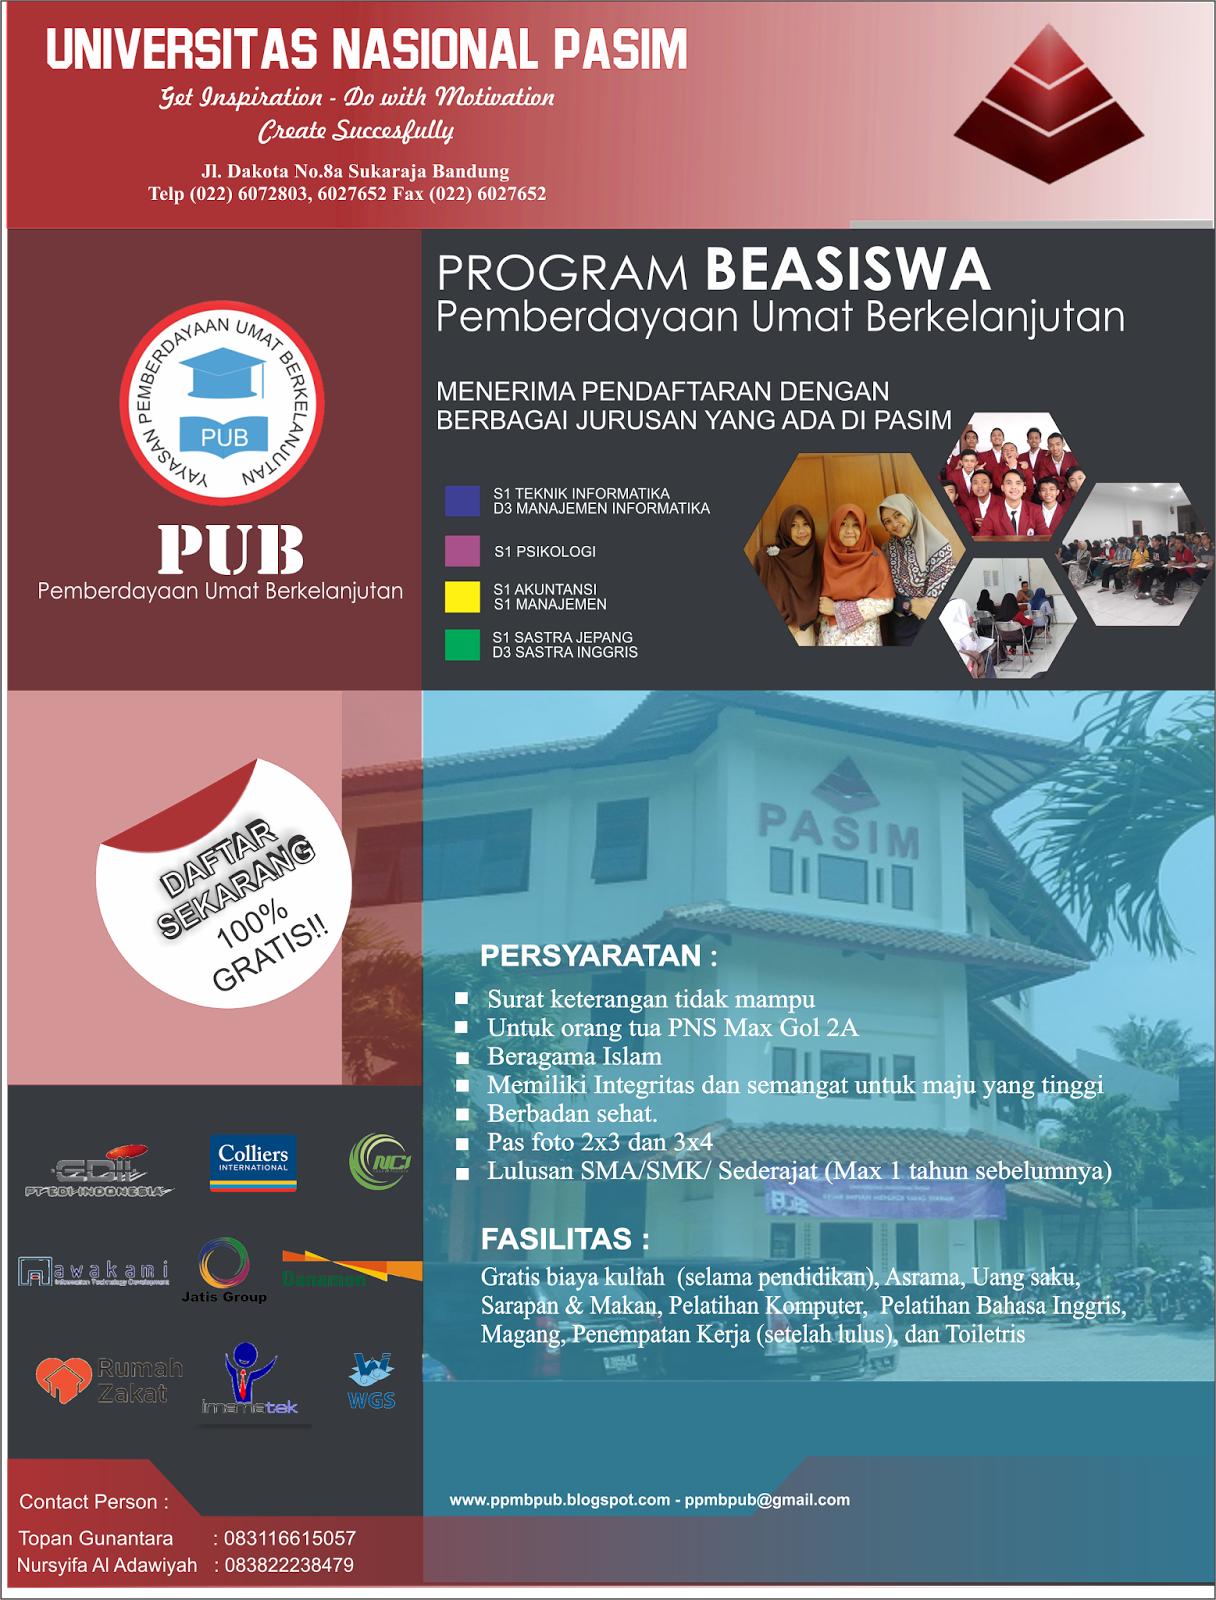 UNIVERSITAS NASIONAL PASIM
Get Inspiration - Do with Motivation
Create Succesfully
Jl. Dakota No.8a Sukaraja Bandung
Telp (022) 6072803, 6027652 Fax (022) 6027652
YAYASAN PEMBERDAYAAN UMAT BERKELANJUTAN
PUB
PUB
Pemberdayaan Umat Berkelanjutan
PROGRAM BEASISWA
Pemberdayaan Umat Berkelanjutan
MENERIMA PENDAFTARAN DENGAN
BERBAGAI JURUSAN YANG ADA DI PASIM
S1 TEKNIK INFORMATIKA
D3 MANAJEMEN INFORMATIKA
S1 PSIKOLOGI
S1 AKUNTANSI
S1 MANAJEMEN
S1 SASTRA JEPANG
D3 SASTRA INGGRIS
DAFTAR
SEKARANG
100%
GRATIS!!
PASIM
PERSYARATAN :
Surat keterangan tidak mampu
Untuk orang tua PNS Max Gol 2A
Beragama Islam
Memiliki Integritas dan semangat untuk maju yang tinggi
Berbadan sehat.
Pas foto 2x3 dan 3x4
Lulusan SMA/SMK/ Sederajat (Max 1 tahun sebelumnya)
FASILITAS :
Gratis biaya kuliah (selama pendidikan), Asrama, Uang saku,
Sarapan & Makan, Pelatihan Komputer, Pelatihan Bahasa Inggris,
Magang, Penempatan Kerja (setelah lulus), dan Toiletris
EDII
PT EDI INDONESIA
Colliers
INTERNATIONAL
NCI
awakami
Information Technology Development
Jatis Group
Danamon
Rumah
Zakat
imamatek
WGS
Contact Person :
Topan Gunantara : 083116615057
Nursyifa Al Adawiyah : 083822238479
www.ppmbpub.blogspot.com - ppmbpub@gmail.com